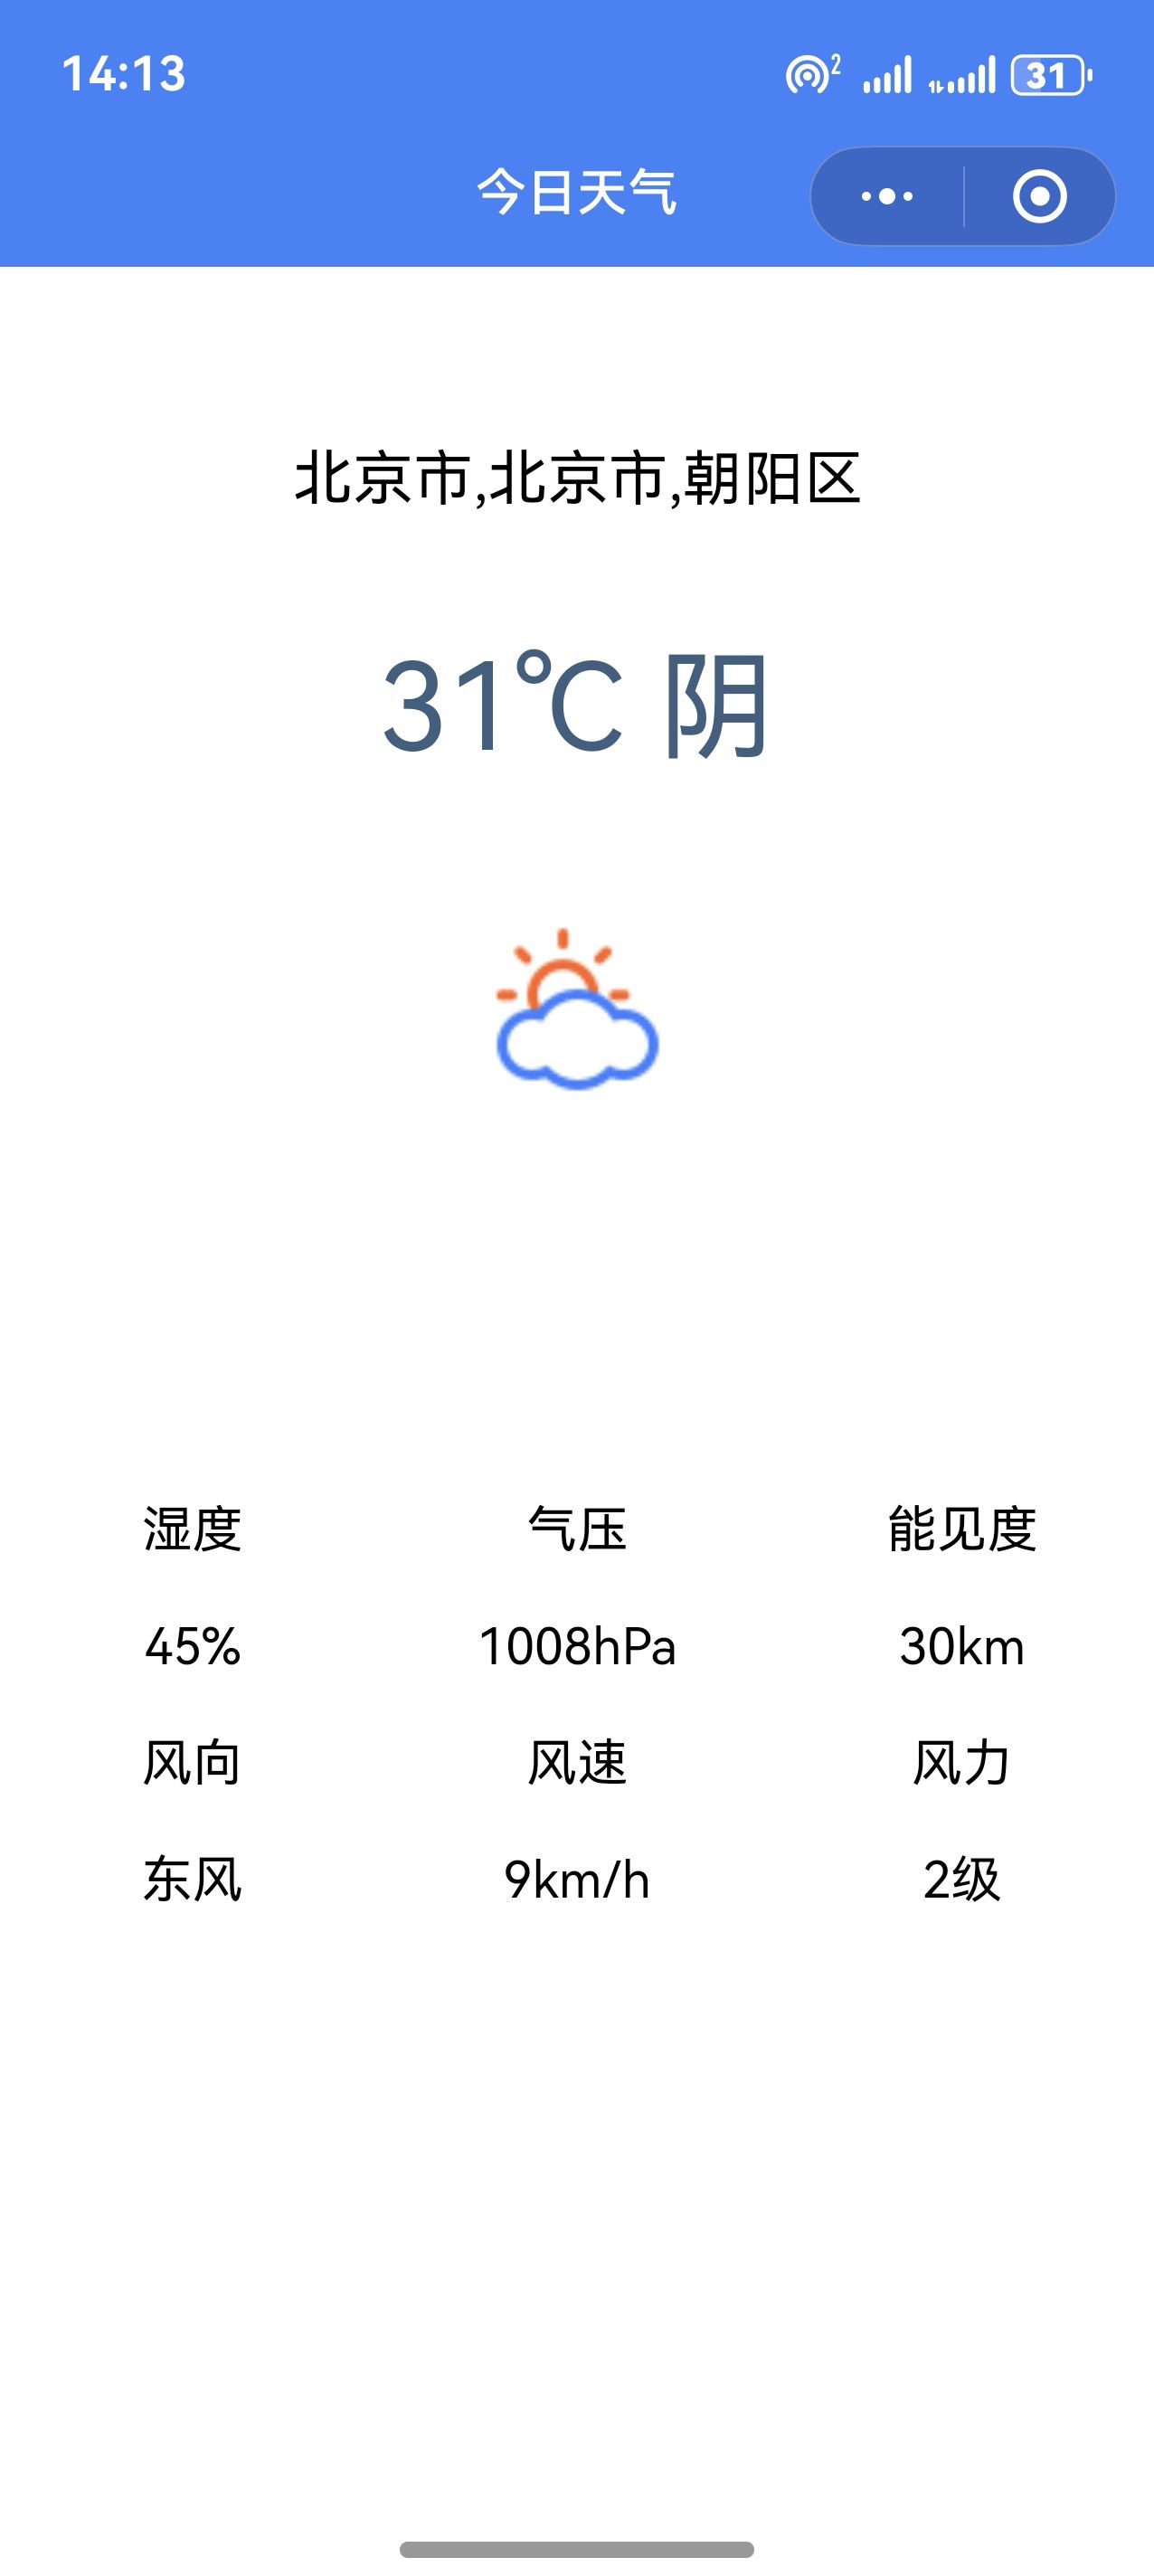 14:13 2 31
今日天气
北京市,北京市,朝阳区
31℃ 阴
湿度 气压 能见度
45% 1008hPa 30km
风向 风速 风力
东风 9km/h 2级